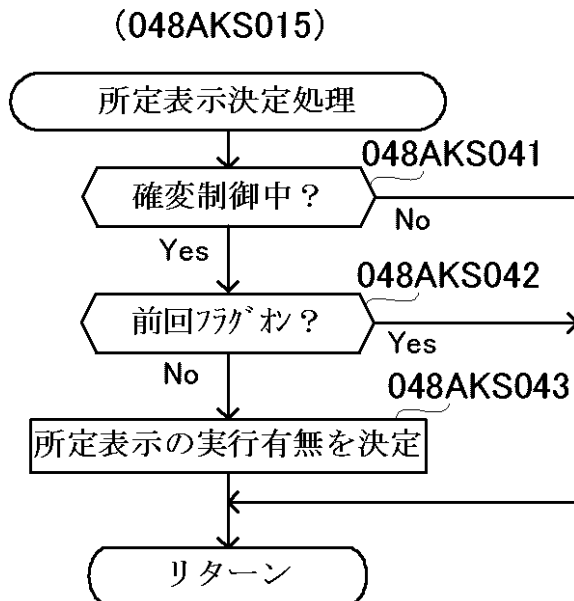 (048AKS015)
所定表示決定処理
048AKS041
確変制御中？
No
Yes
048AKS042
前回ﾌﾗｸﾞｵﾝ？
Yes
No
048AKS043
所定表示の実行有無を決定
リターン